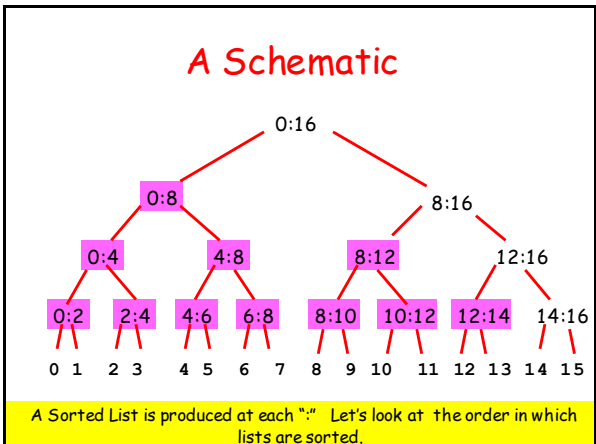 A Schematic
0:16
0:8 8:16
0:4 4:8 8:12 12:16
0:2 2:4 4:6 6:8 8:10 10:12 12:14 14:16
0 1 2 3 4 5 6 7 8 9 10 11 12 13 14 15
A Sorted List is produced at each ":" Let's look at the order in which
lists are sorted.